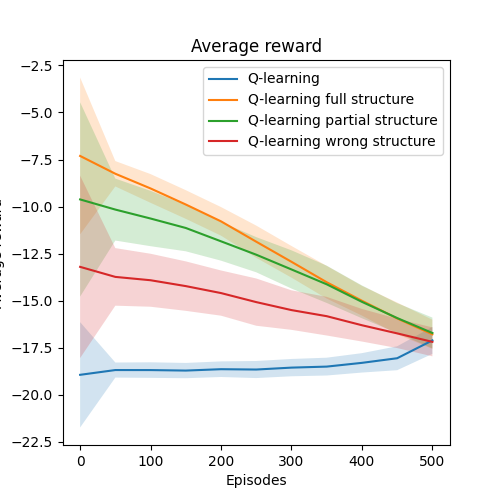 Average reward
Q-learning
Q-learning full structure
Q-learning partial structure
Q-learning wrong structure
−2.5
−5.0
−7.5
−10.0
−12.5
−15.0
−17.5
−20.0
−22.5
0 100 200 300 400 500
Episodes